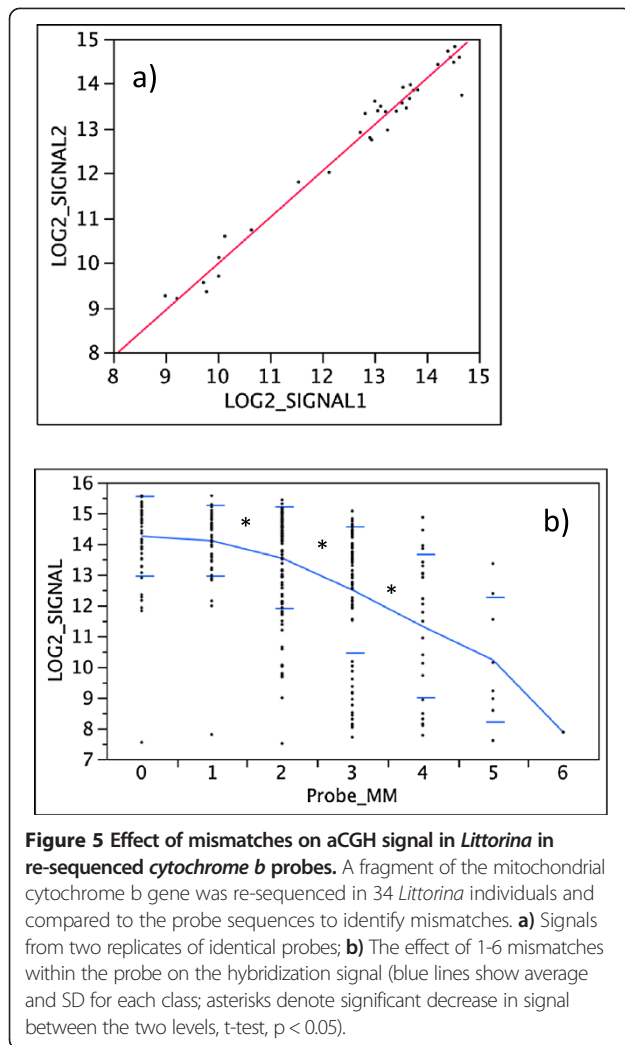 a)
15
14
13
12
11
10
9
8
LOG2_SIGNAL2
8 9 10 11 12 13 14 15
LOG2_SIGNAL1
b)
16
15
14
13
12
11
10
9
8
7
LOG2_SIGNAL
* * *
0 1 2 3 4 5 6
Probe_MM
Figure 5 Effect of mismatches on aCGH signal in Littorina in
re-sequenced cytochrome b probes. A fragment of the mitochondrial
cytochrome b gene was re-sequenced in 34 Littorina individuals and
compared to the probe sequences to identify mismatches. a) Signals
from two replicates of identical probes; b) The effect of 1-6 mismatches
within the probe on the hybridization signal (blue lines show average
and SD for each class; asterisks denote significant decrease in signal
between the two levels, t-test, p < 0.05).